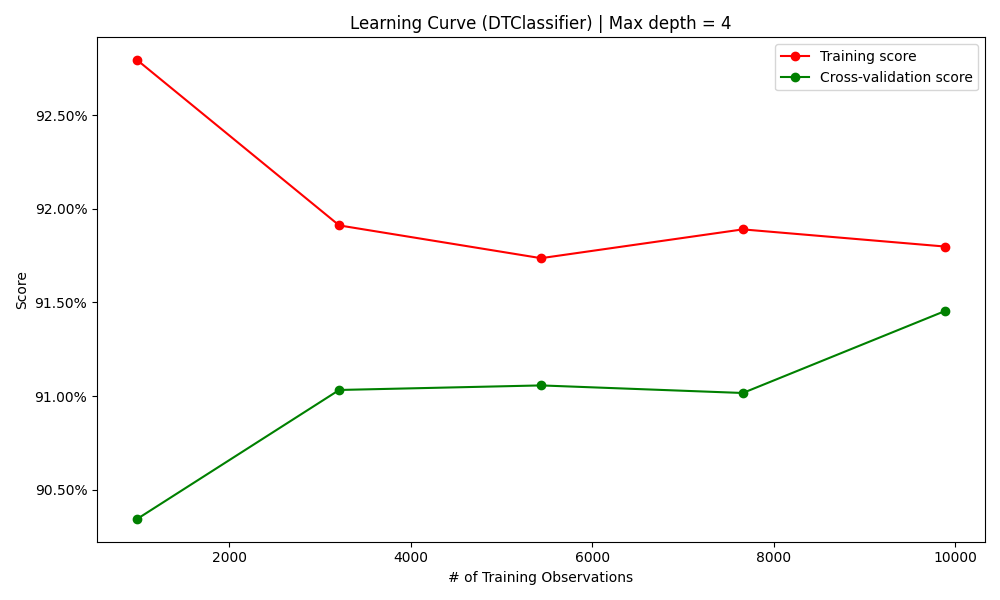 Learning Curve (DTClassifier) | Max depth = 4
Training score
Cross-validation score
92.50%
92.00%
91.50%
91.00%
90.50%
Score
2000
4000
6000
8000
10000
# of Training Observations